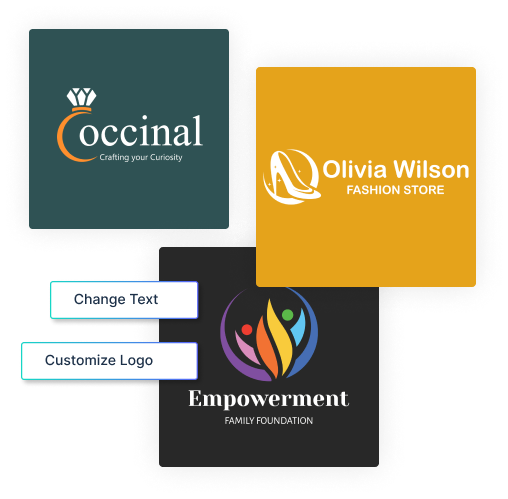 occinal
Crafting your Curiosity
Olivia Wilson
FASHION STORE
Change Text
Customize Logo
Empowerment
FAMILY FOUNDATION